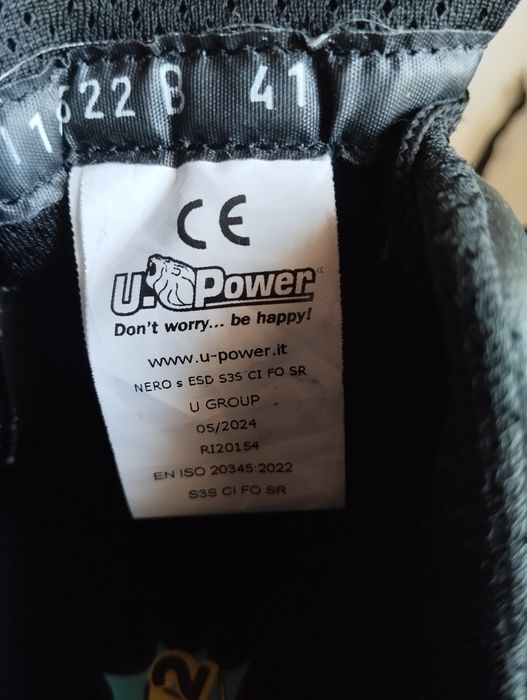 22 B 41
CE
U-Power
Don't worry... be happy!
www.u-power.it
NERO s ESD S3S CI FO SR
U GROUP
05/2024
RI20154
EN ISO 20345:2022
S3S CI FO SR
2